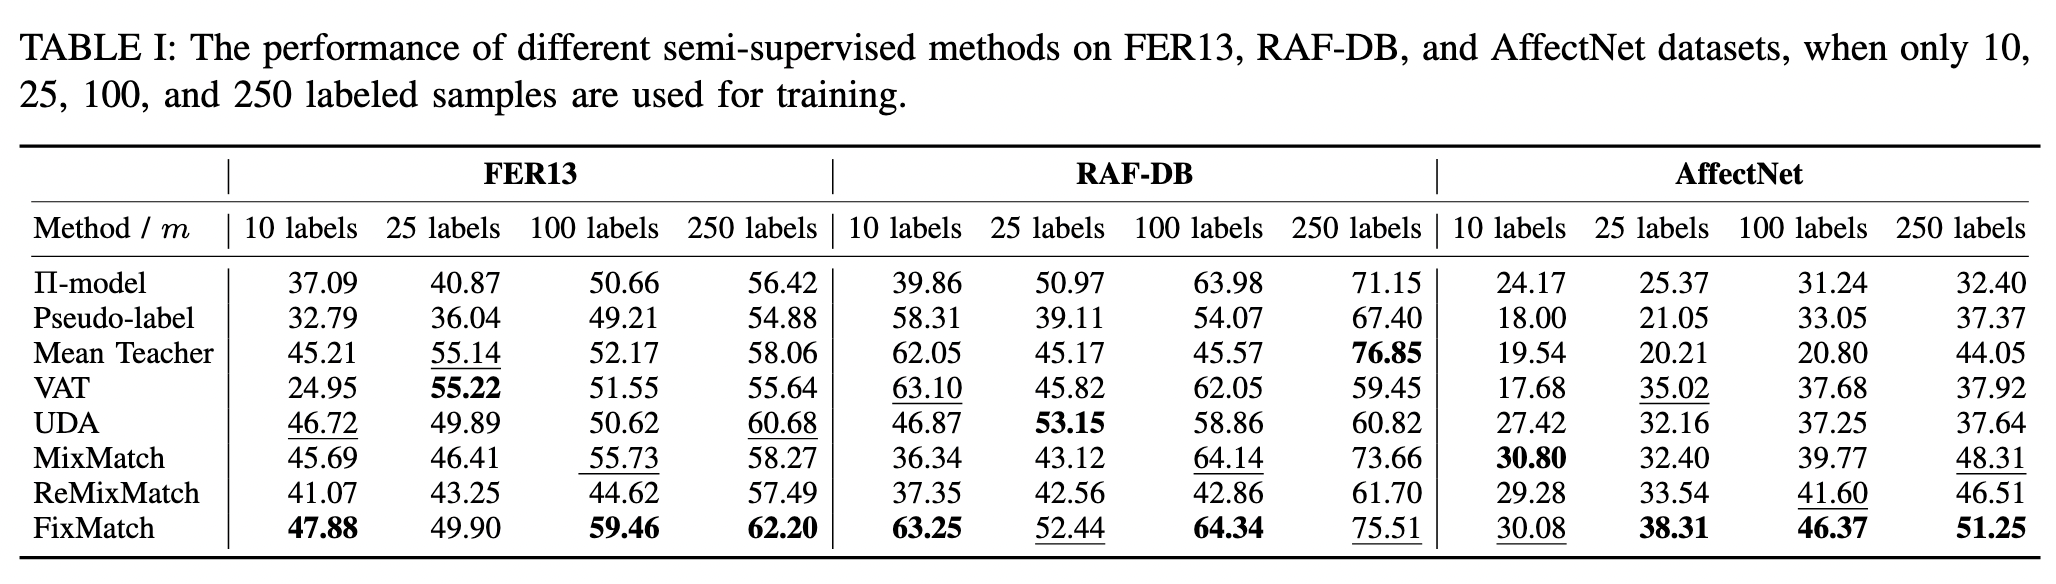 TABLE I: The performance of different semi-supervised methods on FER13, RAF-DB, and AffectNet datasets, when only 10,
25, 100, and 250 labeled samples are used for training.
FER13 RAF-DB AffectNet
Method / m 10 labels 25 labels 100 labels 250 labels 10 labels 25 labels 100 labels 250 labels 10 labels 25 labels 100 labels 250 labels
Π-model 37.09 40.87 50.66 56.42 39.86 50.97 63.98 71.15 24.17 25.37 31.24 32.40
Pseudo-label 32.79 36.04 49.21 54.88 58.31 39.11 54.07 67.40 18.00 21.05 33.05 37.37
Mean Teacher 45.21 55.14 52.17 58.06 62.05 45.17 45.57 76.85 19.54 20.21 20.80 44.05
VAT 24.95 55.22 51.55 55.64 63.10 45.82 62.05 59.45 17.68 35.02 37.68 37.92
UDA 46.72 49.89 50.62 60.68 46.87 53.15 58.86 60.82 27.42 32.16 37.25 37.64
MixMatch 45.69 46.41 55.73 58.27 36.34 43.12 64.14 73.66 30.80 32.40 39.77 48.31
ReMixMatch 41.07 43.25 44.62 57.49 37.35 42.56 42.86 61.70 29.28 33.54 41.60 46.51
FixMatch 47.88 49.90 59.46 62.20 63.25 52.44 64.34 75.51 30.08 38.31 46.37 51.25